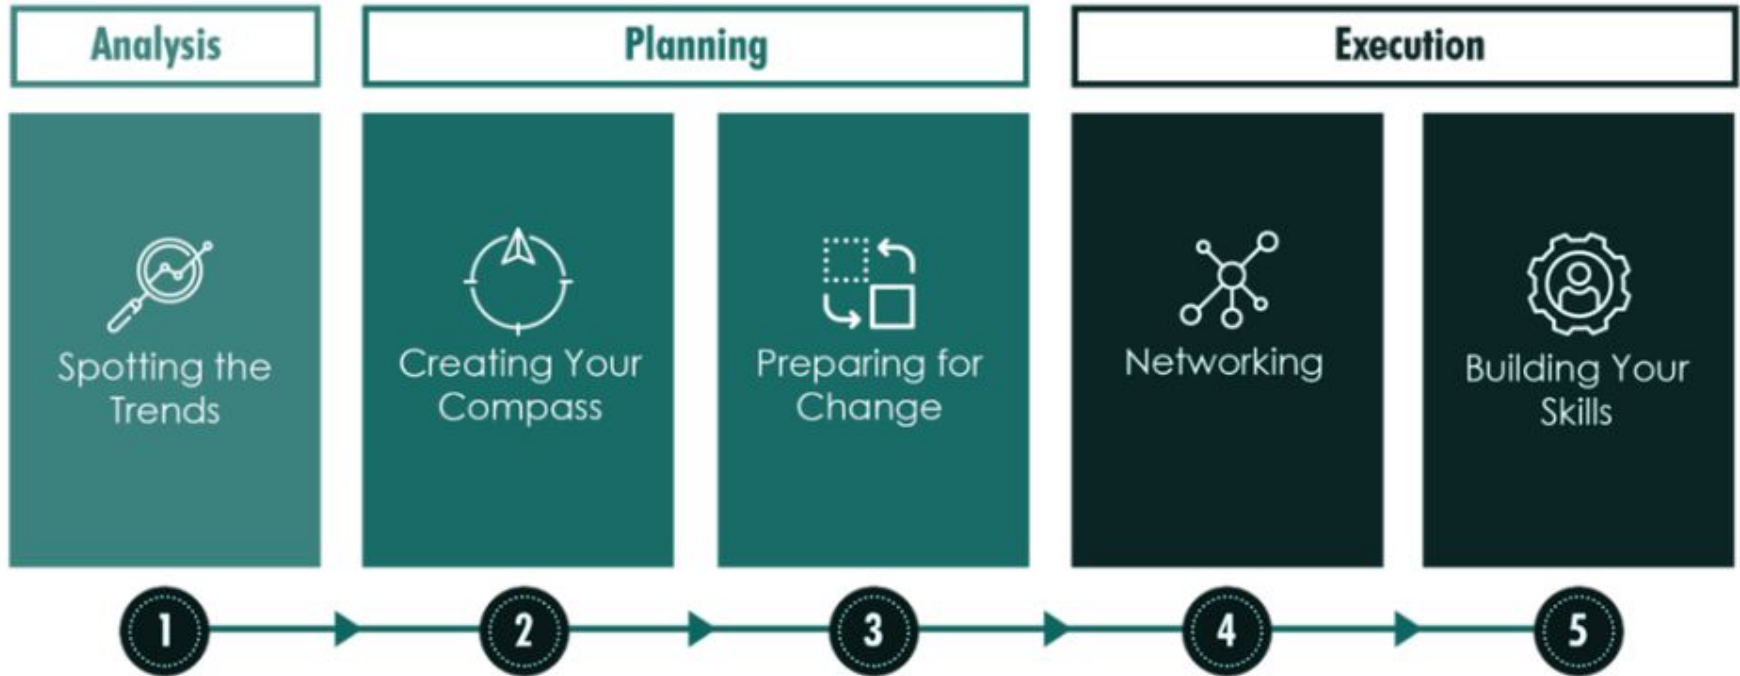 Analysis
Planning
Execution
Spotting the
Trends
Creating Your
Compass
Preparing for
Change
Networking
Building Your
Skills
1
2
3
4
5